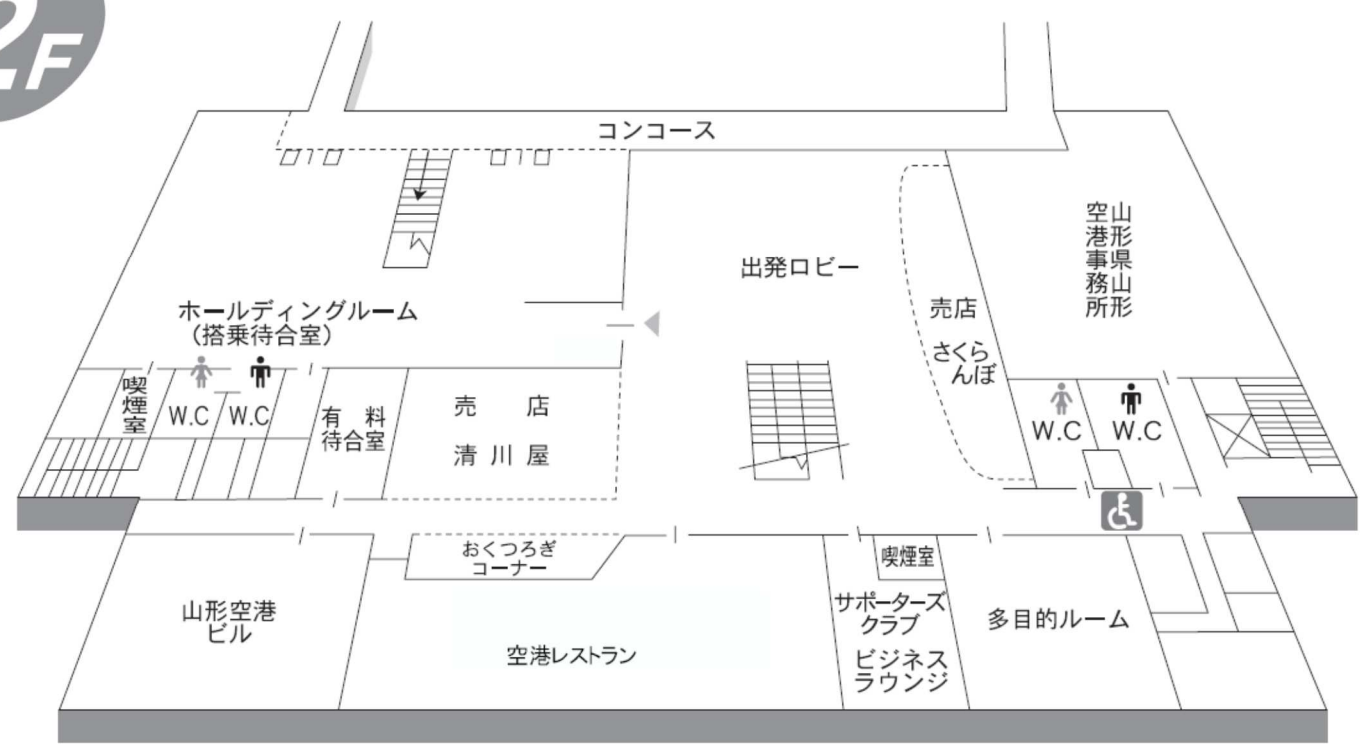 2F
コンコース
出発ロビー
山形県山形
空港事務所
ホールディングルーム
（搭乗待合室）
売店
さくら
んぼ
喫煙室
W.C
W.C
有　料
待合室
売　　店
清 川 屋
W.C
W.C
おくつろぎ
コーナー
喫煙室
山形空港
ビル
空港レストラン
サポーターズ
クラブ
ビジネス
ラウンジ
多目的ルーム